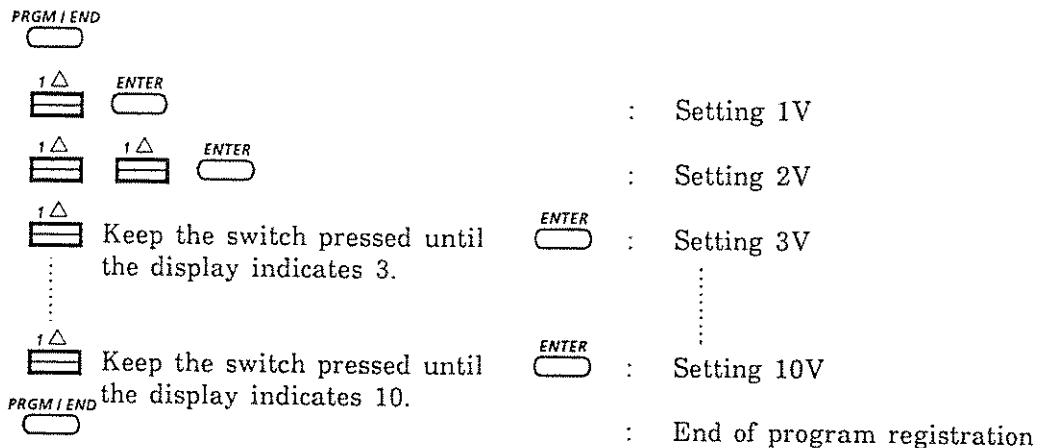 PRGM / END
1 △ ENTER : Setting 1V
1 △ 1 △ ENTER : Setting 2V
1 △ Keep the switch pressed until ENTER : Setting 3V
the display indicates 3.
1 △ Keep the switch pressed until ENTER : Setting 10V
the display indicates 10.
PRGM / END : End of program registration